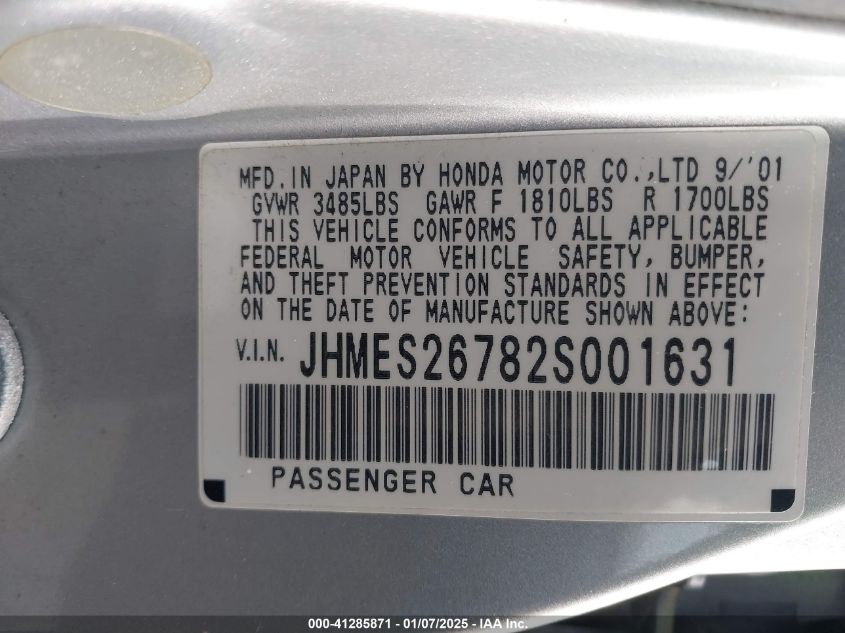 MFD. IN JAPAN BY HONDA MOTOR CO.,LTD 9/'01
GVWR 3485LBS GAWR F 1810LBS R 1700LBS
THIS VEHICLE CONFORMS TO ALL APPLICABLE
FEDERAL MOTOR VEHICLE SAFETY, BUMPER,
AND THEFT PREVENTION STANDARDS IN EFFECT
ON THE DATE OF MANUFACTURE SHOWN ABOVE:
V.I.N. JHMES26782S001631
PASSENGER CAR
000-41285871 - 01/07/2025 - IAA Inc.